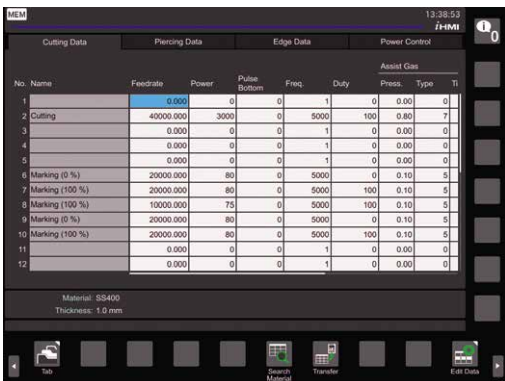 MEM
13:38:53
iHMI
0
Cutting Data Piercing Data Edge Data Power Control
Assist Gas
No. Name Feedrate Power Pulse Bottom Freq. Duty Press. Type Ti
1 0.000 0 0 1 0 0.00 0
2 Cutting 40000.000 3000 0 5000 100 0.80 7
3 0.000 0 0 1 0 0.00 0
4 0.000 0 0 1 0 0.00 0
5 0.000 0 0 1 0 0.00 0
6 Marking (0 %) 20000.000 80 0 5000 0 0.10 5
7 Marking (100 %) 20000.000 80 0 5000 100 0.10 5
8 Marking (100 %) 10000.000 75 0 5000 100 0.10 5
9 Marking (0 %) 20000.000 80 0 5000 0 0.10 5
10 Marking (100 %) 20000.000 80 0 5000 100 0.10 5
11 0.000 0 0 1 0 0.00 0
12 0.000 0 0 1 0 0.00 0
Material: SS400
Thickness: 1.0 mm
Tab Search Material Transfer Edit Data